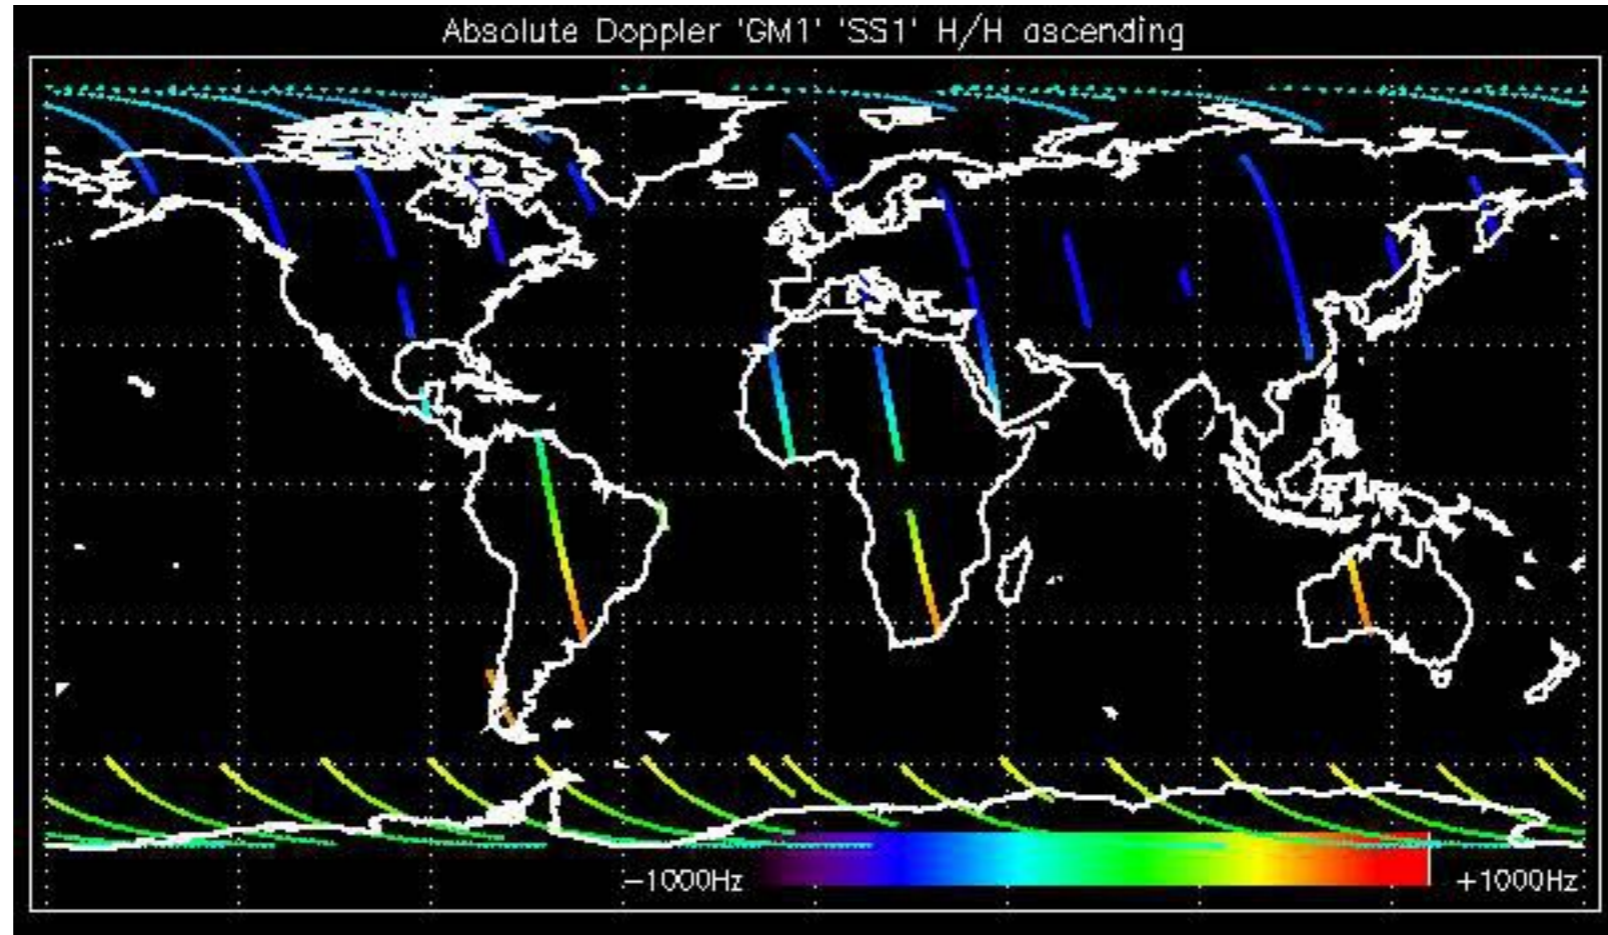 Absolute Doppler 'GM1' 'SS1' H/H ascending
−1000Hz +1000Hz